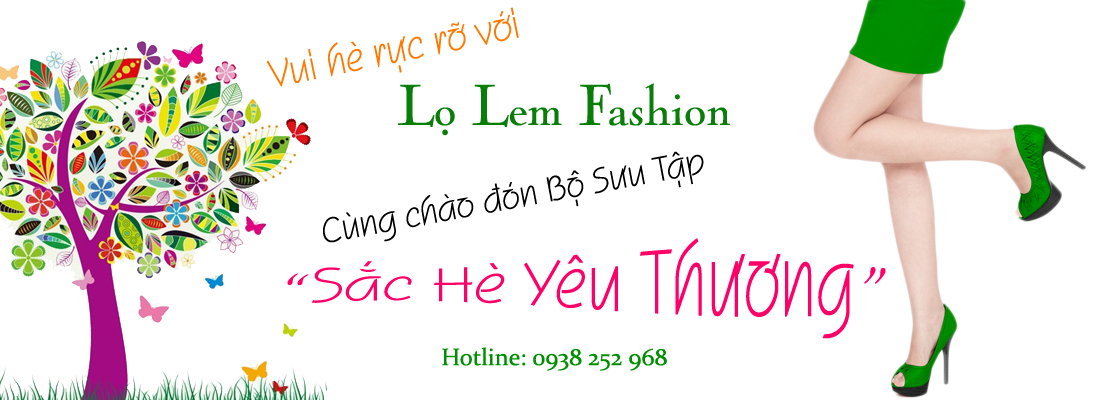 Vui hè rực rỡ với
Lọ Lem Fashion
Cùng chào đón Bộ Sưu Tập
“Sắc Hè Yêu Thương”
Hotline: 0938 252 968